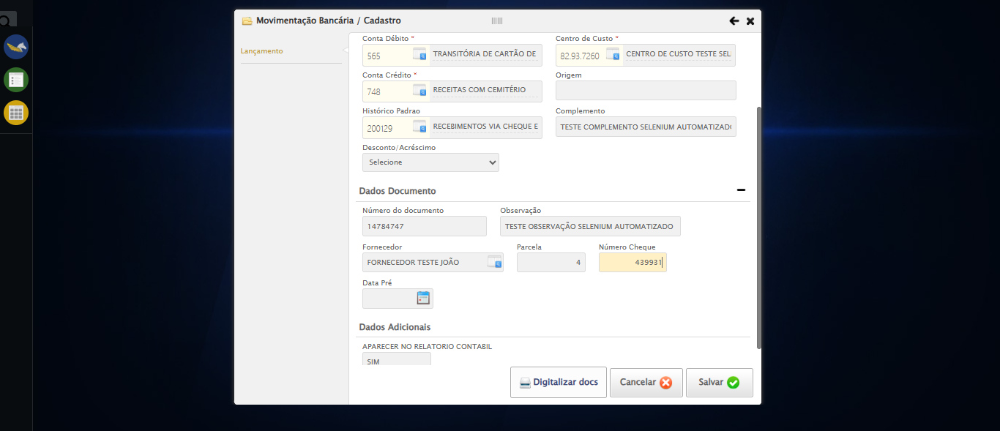 Movimentação Bancária / Cadastro
Lançamento
Conta Débito * Centro de Custo *
565 TRANSITÓRIA DE CARTÃO DE 82.93.7260 CENTRO DE CUSTO TESTE SEL
Conta Crédito * Origem
748 RECEITAS COM CEMITÉRIO
Histórico Padrao Complemento
200129 RECEBIMENTOS VIA CHEQUE E TESTE COMPLEMENTO SELENIUM AUTOMATIZADO
Desconto/Acréscimo
Selecione
Dados Documento
Número do documento Observação
14784747 TESTE OBSERVAÇÃO SELENIUM AUTOMATIZADO
Fornecedor Parcela Número Cheque
FORNECEDOR TESTE JOÃO 4 439931
Data Pré
Dados Adicionais
APARECER NO RELATORIO CONTABIL
SIM
Digitalizar docs Cancelar Salvar